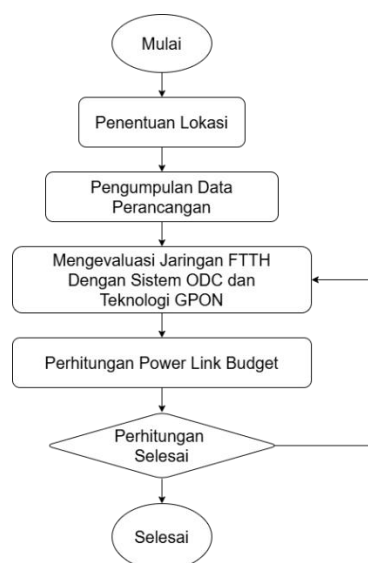 Mulai
Penentuan Lokasi
Pengumpulan Data
Perancangan
Mengevaluasi Jaringan FTTH
Dengan Sistem ODC dan
Teknologi GPON
Perhitungan Power Link Budget
Perhitungan
Selesai
Selesai